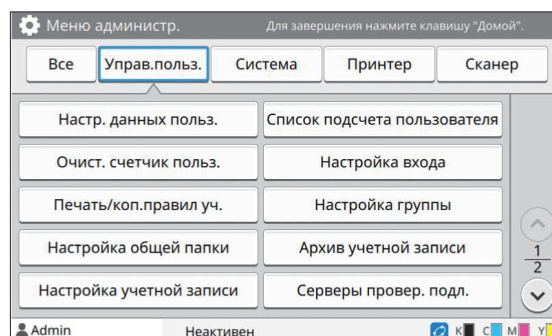 Меню администр. Для завершения нажмите клавишу "Домой".
Все Управ.польз. Система Принтер Сканер
Настр. данных польз. Список подсчета пользователя
Очист. счетчик польз. Настройка входа
Печать/коп.правил уч. Настройка группы
Настройка общей папки Архив учетной записи
Настройка учетной записи Серверы провер. подл.
1
2
Admin Неактивен K C M Y